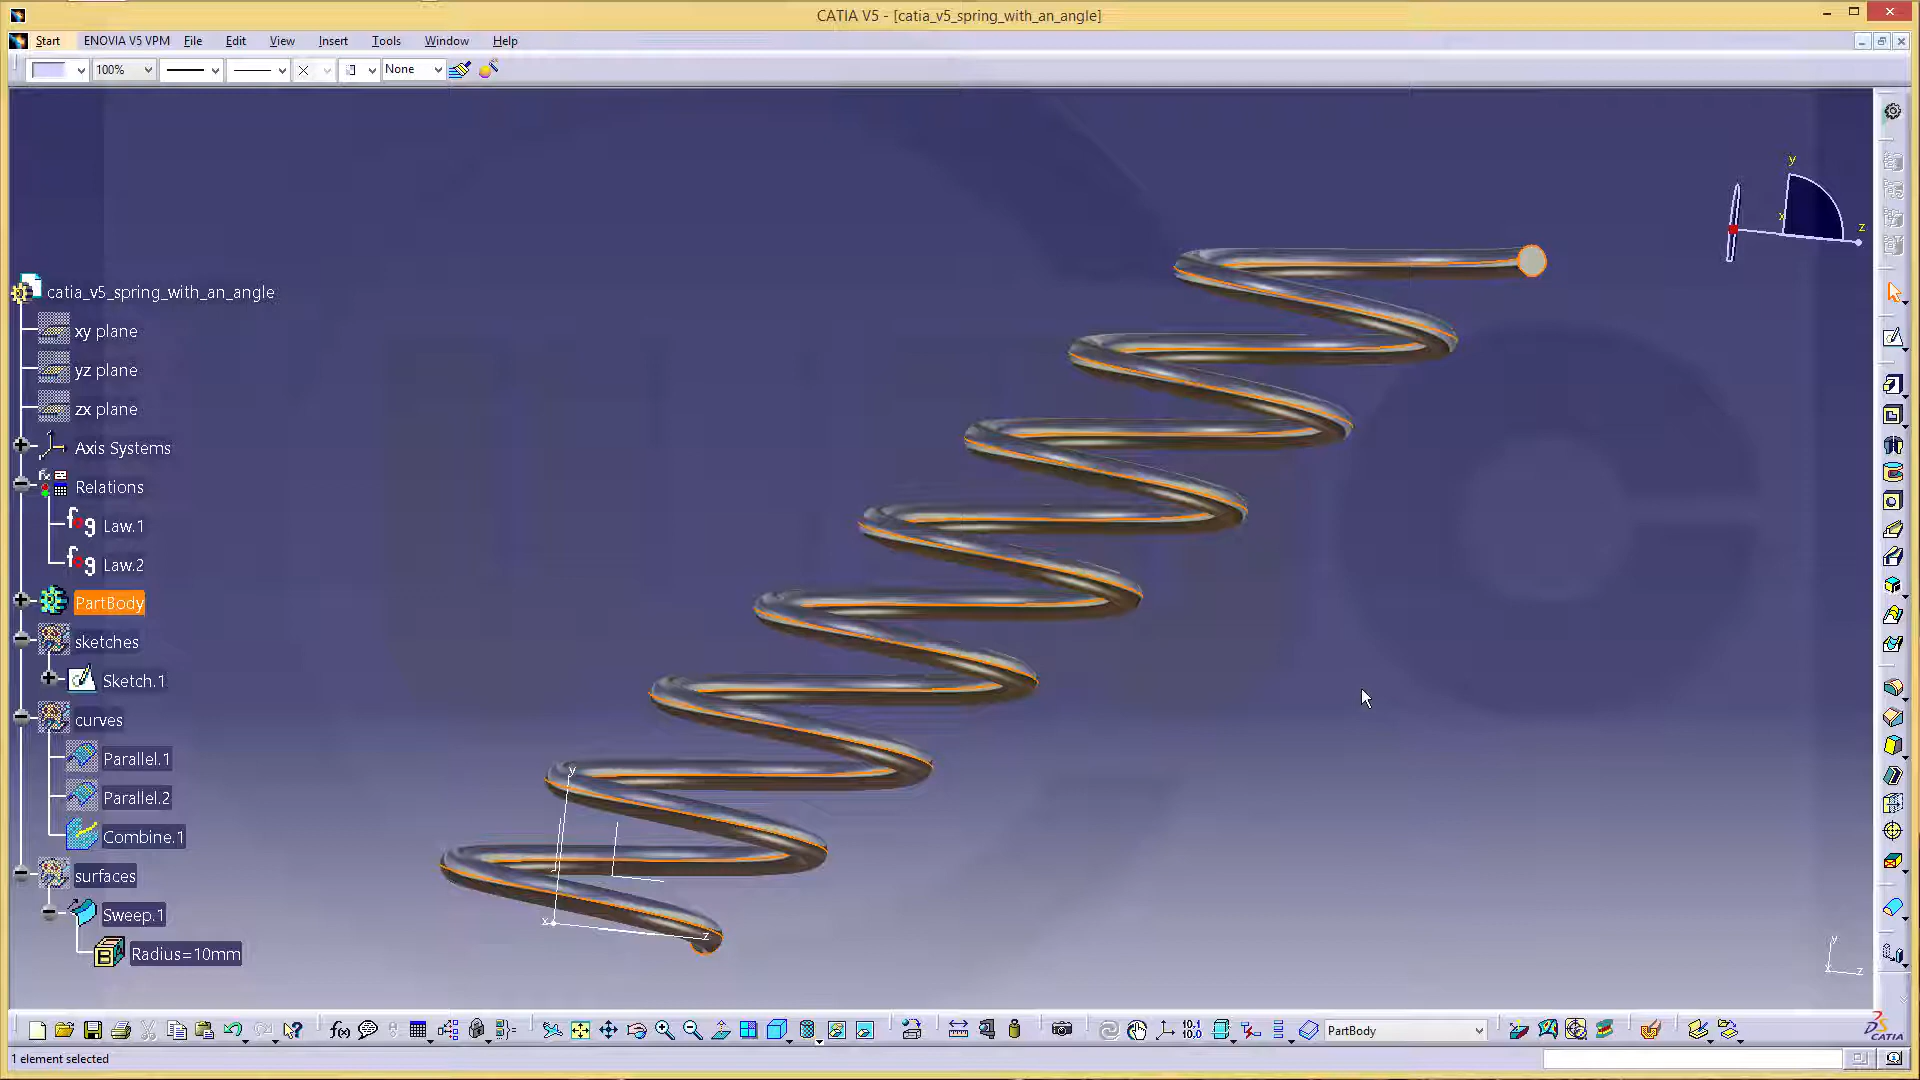 CATIA V5 - [catia_v5_spring_with_an_angle]
Start ENOVIA V5 VPM File Edit View Insert Tools Window Help
100% None
y
x
z
catia_v5_spring_with_an_angle
xy plane
yz plane
zx plane
Axis Systems
Relations
Law.1
Law.2
PartBody
sketches
Sketch.1
curves
Parallel.1
Parallel.2
Combine.1
surfaces
Sweep.1
Radius=10mm
y
x
z
y
x z
PartBody
CATIA
1 element selected